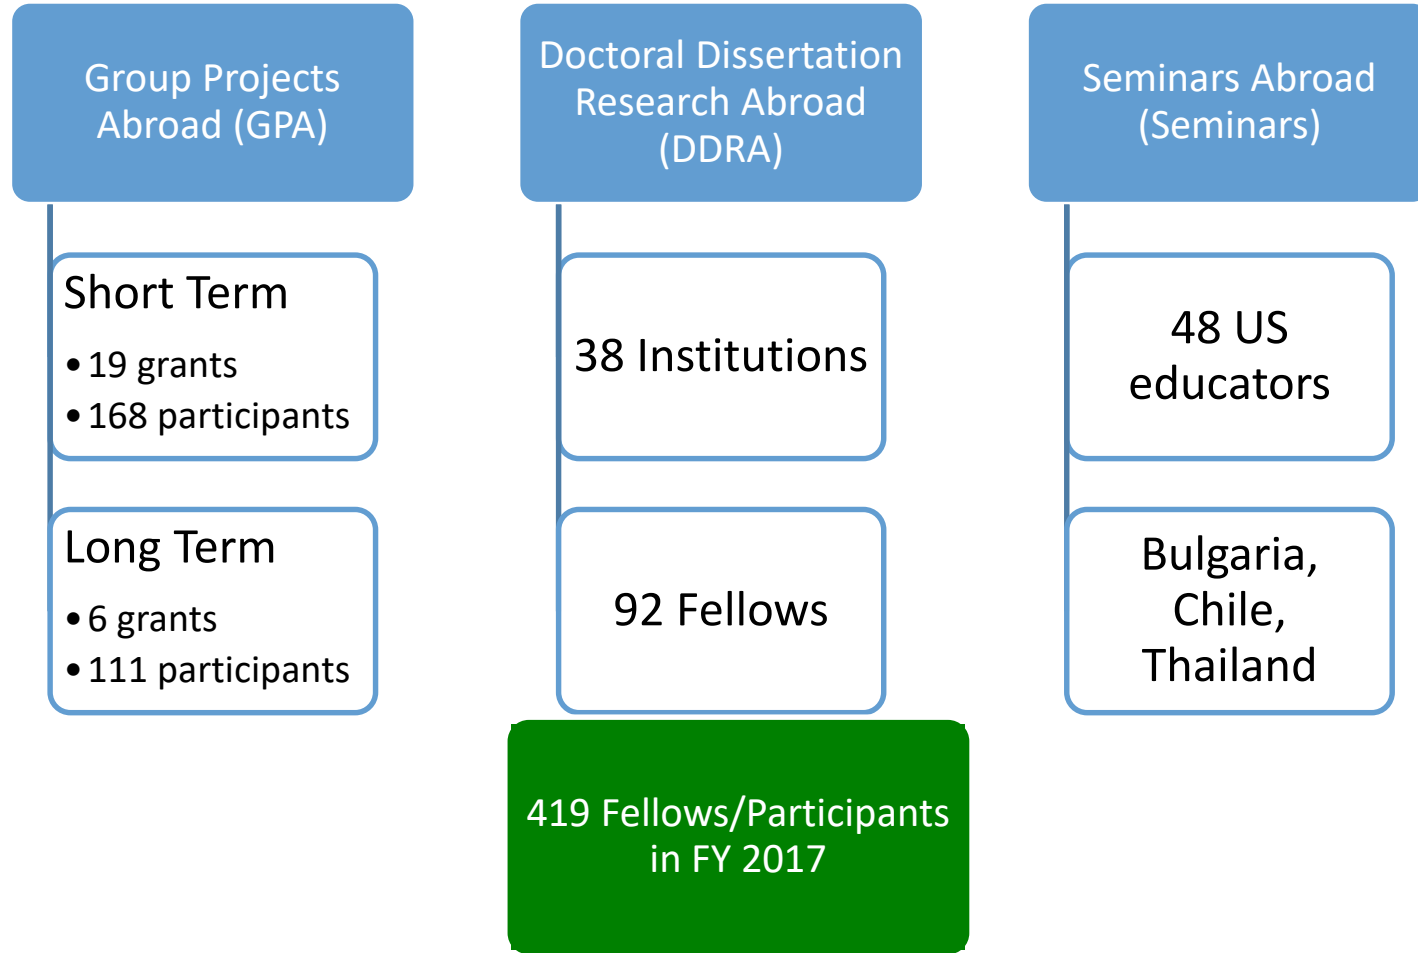 Group Projects
Abroad (GPA)
Short Term
•19 grants
•168 participants
Long Term
•6 grants
•111 participants
Doctoral Dissertation
Research Abroad
(DDRA)
38 Institutions
92 Fellows
Seminars Abroad
(Seminars)
48 US
educators
Bulgaria,
Chile,
Thailand
419 Fellows/Participants
in FY 2017